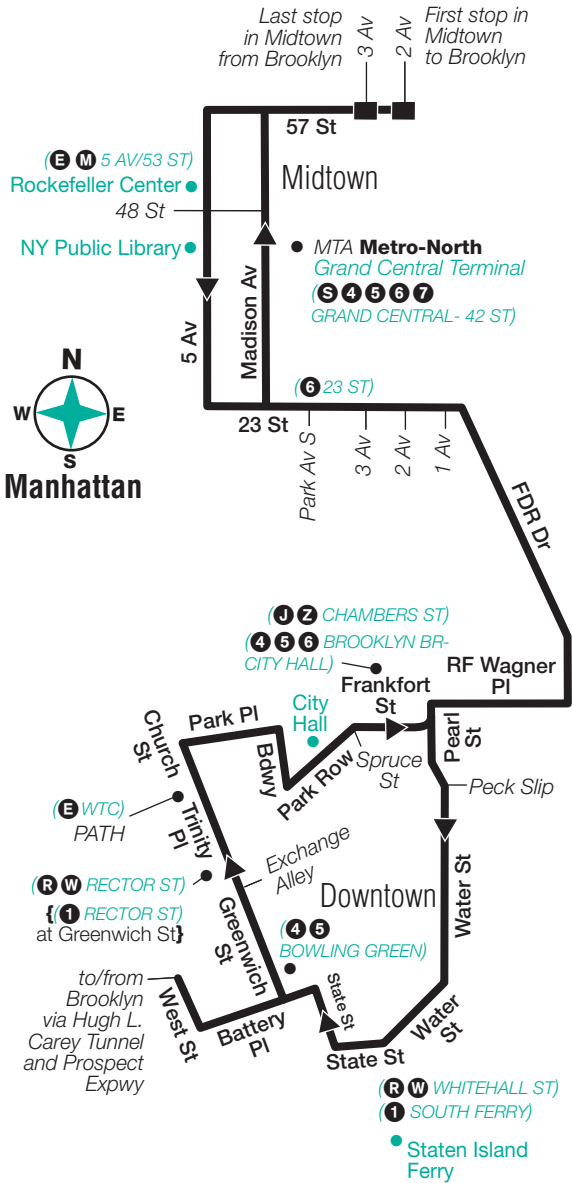 Last stop
in Midtown
from Brooklyn
3 Av
2 Av
First stop in
Midtown
to Brooklyn
57 St
(E M 5 AV/53 ST)
Rockefeller Center
Midtown
48 St
NY Public Library
MTA Metro-North
Grand Central Terminal
(S 4 5 6 7
GRAND CENTRAL- 42 ST)
5 Av
Madison Av
N
W E
S
Manhattan
(6 23 ST)
23 St
Park Av S
3 Av
2 Av
1 Av
FDR Dr
(J Z CHAMBERS ST)
(4 5 6 BROOKLYN BR-
CITY HALL)
RF Wagner
Pl
Frankfort
St
City
Hall
Park Pl
Church
St
Bdwy
Park Row
Spruce
St
Pearl
St
Peck Slip
(E WTC)
PATH
Trinity
Pl
Exchange
Alley
(R W RECTOR ST)
{(1 RECTOR ST)
at Greenwich St}
Downtown
Water St
Greenwich
St
(4 5
BOWLING GREEN)
to/from
Brooklyn
via Hugh L.
Carey Tunnel
and Prospect
Expwy
West St
Battery
Pl
State St
State St
Water
St
(R W WHITEHALL ST)
(1 SOUTH FERRY)
Staten Island
Ferry